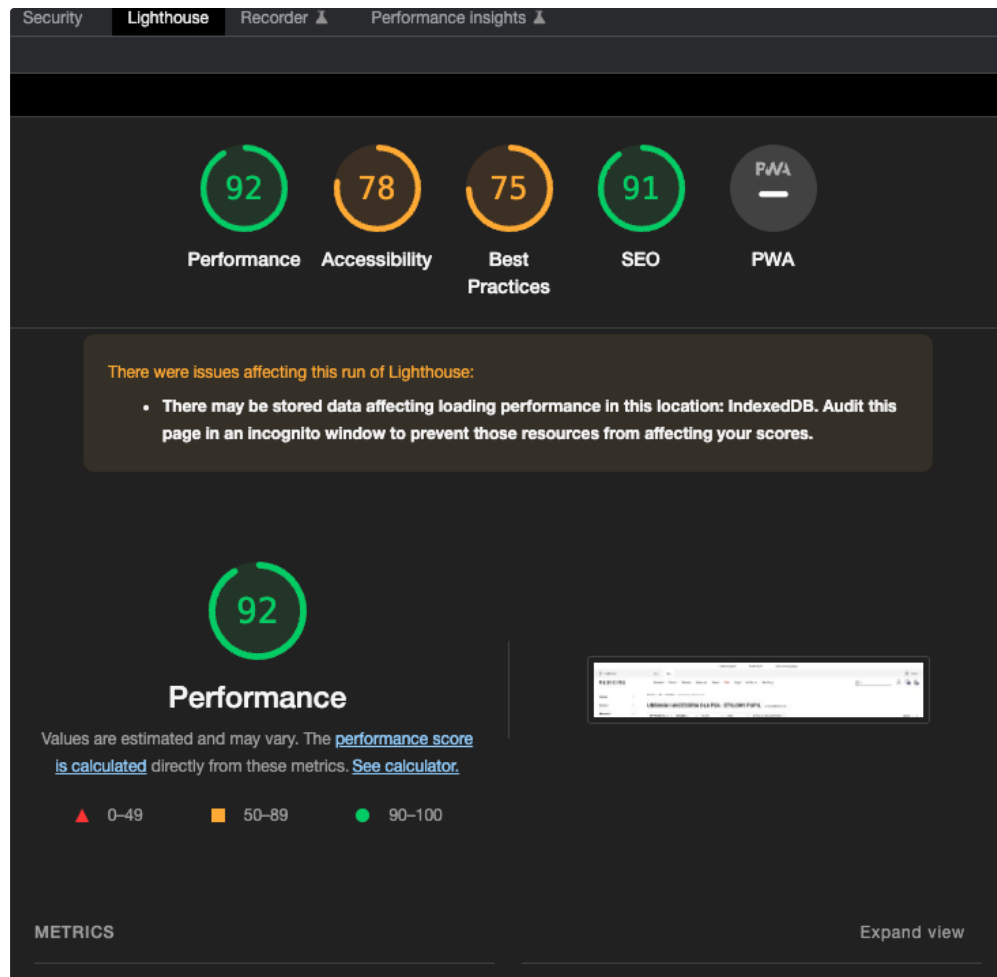 Security Lighthouse Recorder Performance insights
92 78 75 91 PWA
Performance Accessibility Best SEO PWA
Practices
There were issues affecting this run of Lighthouse:
• There may be stored data affecting loading performance in this location: IndexedDB. Audit this
page in an incognito window to prevent those resources from affecting your scores.
92
Performance
Values are estimated and may vary. The performance score
is calculated directly from these metrics. See calculator.
0–49 50–89 90–100
METRICS Expand view